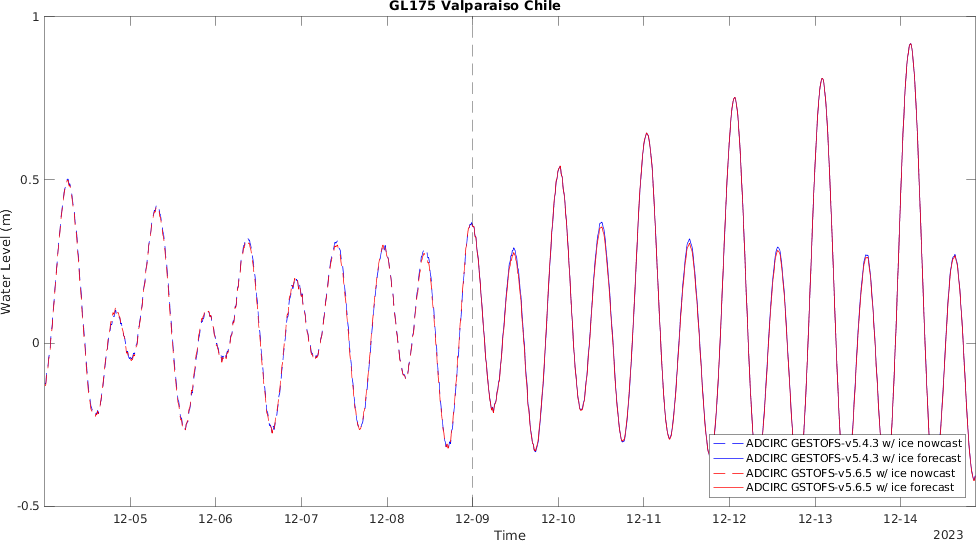 GL175 Valparaiso Chile
1
0.5
0
-0.5
Water Level (m)
ADCIRC GESTOFS-v5.4.3 w/ ice nowcast
ADCIRC GESTOFS-v5.4.3 w/ ice forecast
ADCIRC GSTOFS-v5.6.5 w/ ice nowcast
ADCIRC GSTOFS-v5.6.5 w/ ice forecast
12-05 12-06 12-07 12-08 12-09 12-10 12-11 12-12 12-13 12-14
Time
2023